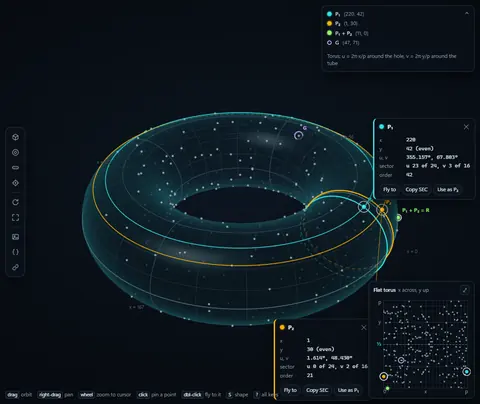 P₁ (220, 42)
P₂ (1, 30)
P₁ + P₂ (11, 0)
G (47, 71)
Torus: u = 2π·x/p around the hole, v = 2π·y/p around the
tube
G
P₁
x 220
y 42 (even)
u, v 355.157°, 67.803°
sector u 23 of 24, v 3 of 16
order 42
Fly to Copy SEC Use as P₂
P₁ + P₂ = R
Flat torus x across, y up
P₂
x 1
y 30 (even)
u, v 1.614°, 48.430°
sector u 0 of 24, v 2 of 16
order 21
Fly to Copy SEC Use as P₁
drag orbit right-drag pan wheel zoom to cursor click pin a point dbl-click fly to it S shape ? all keys